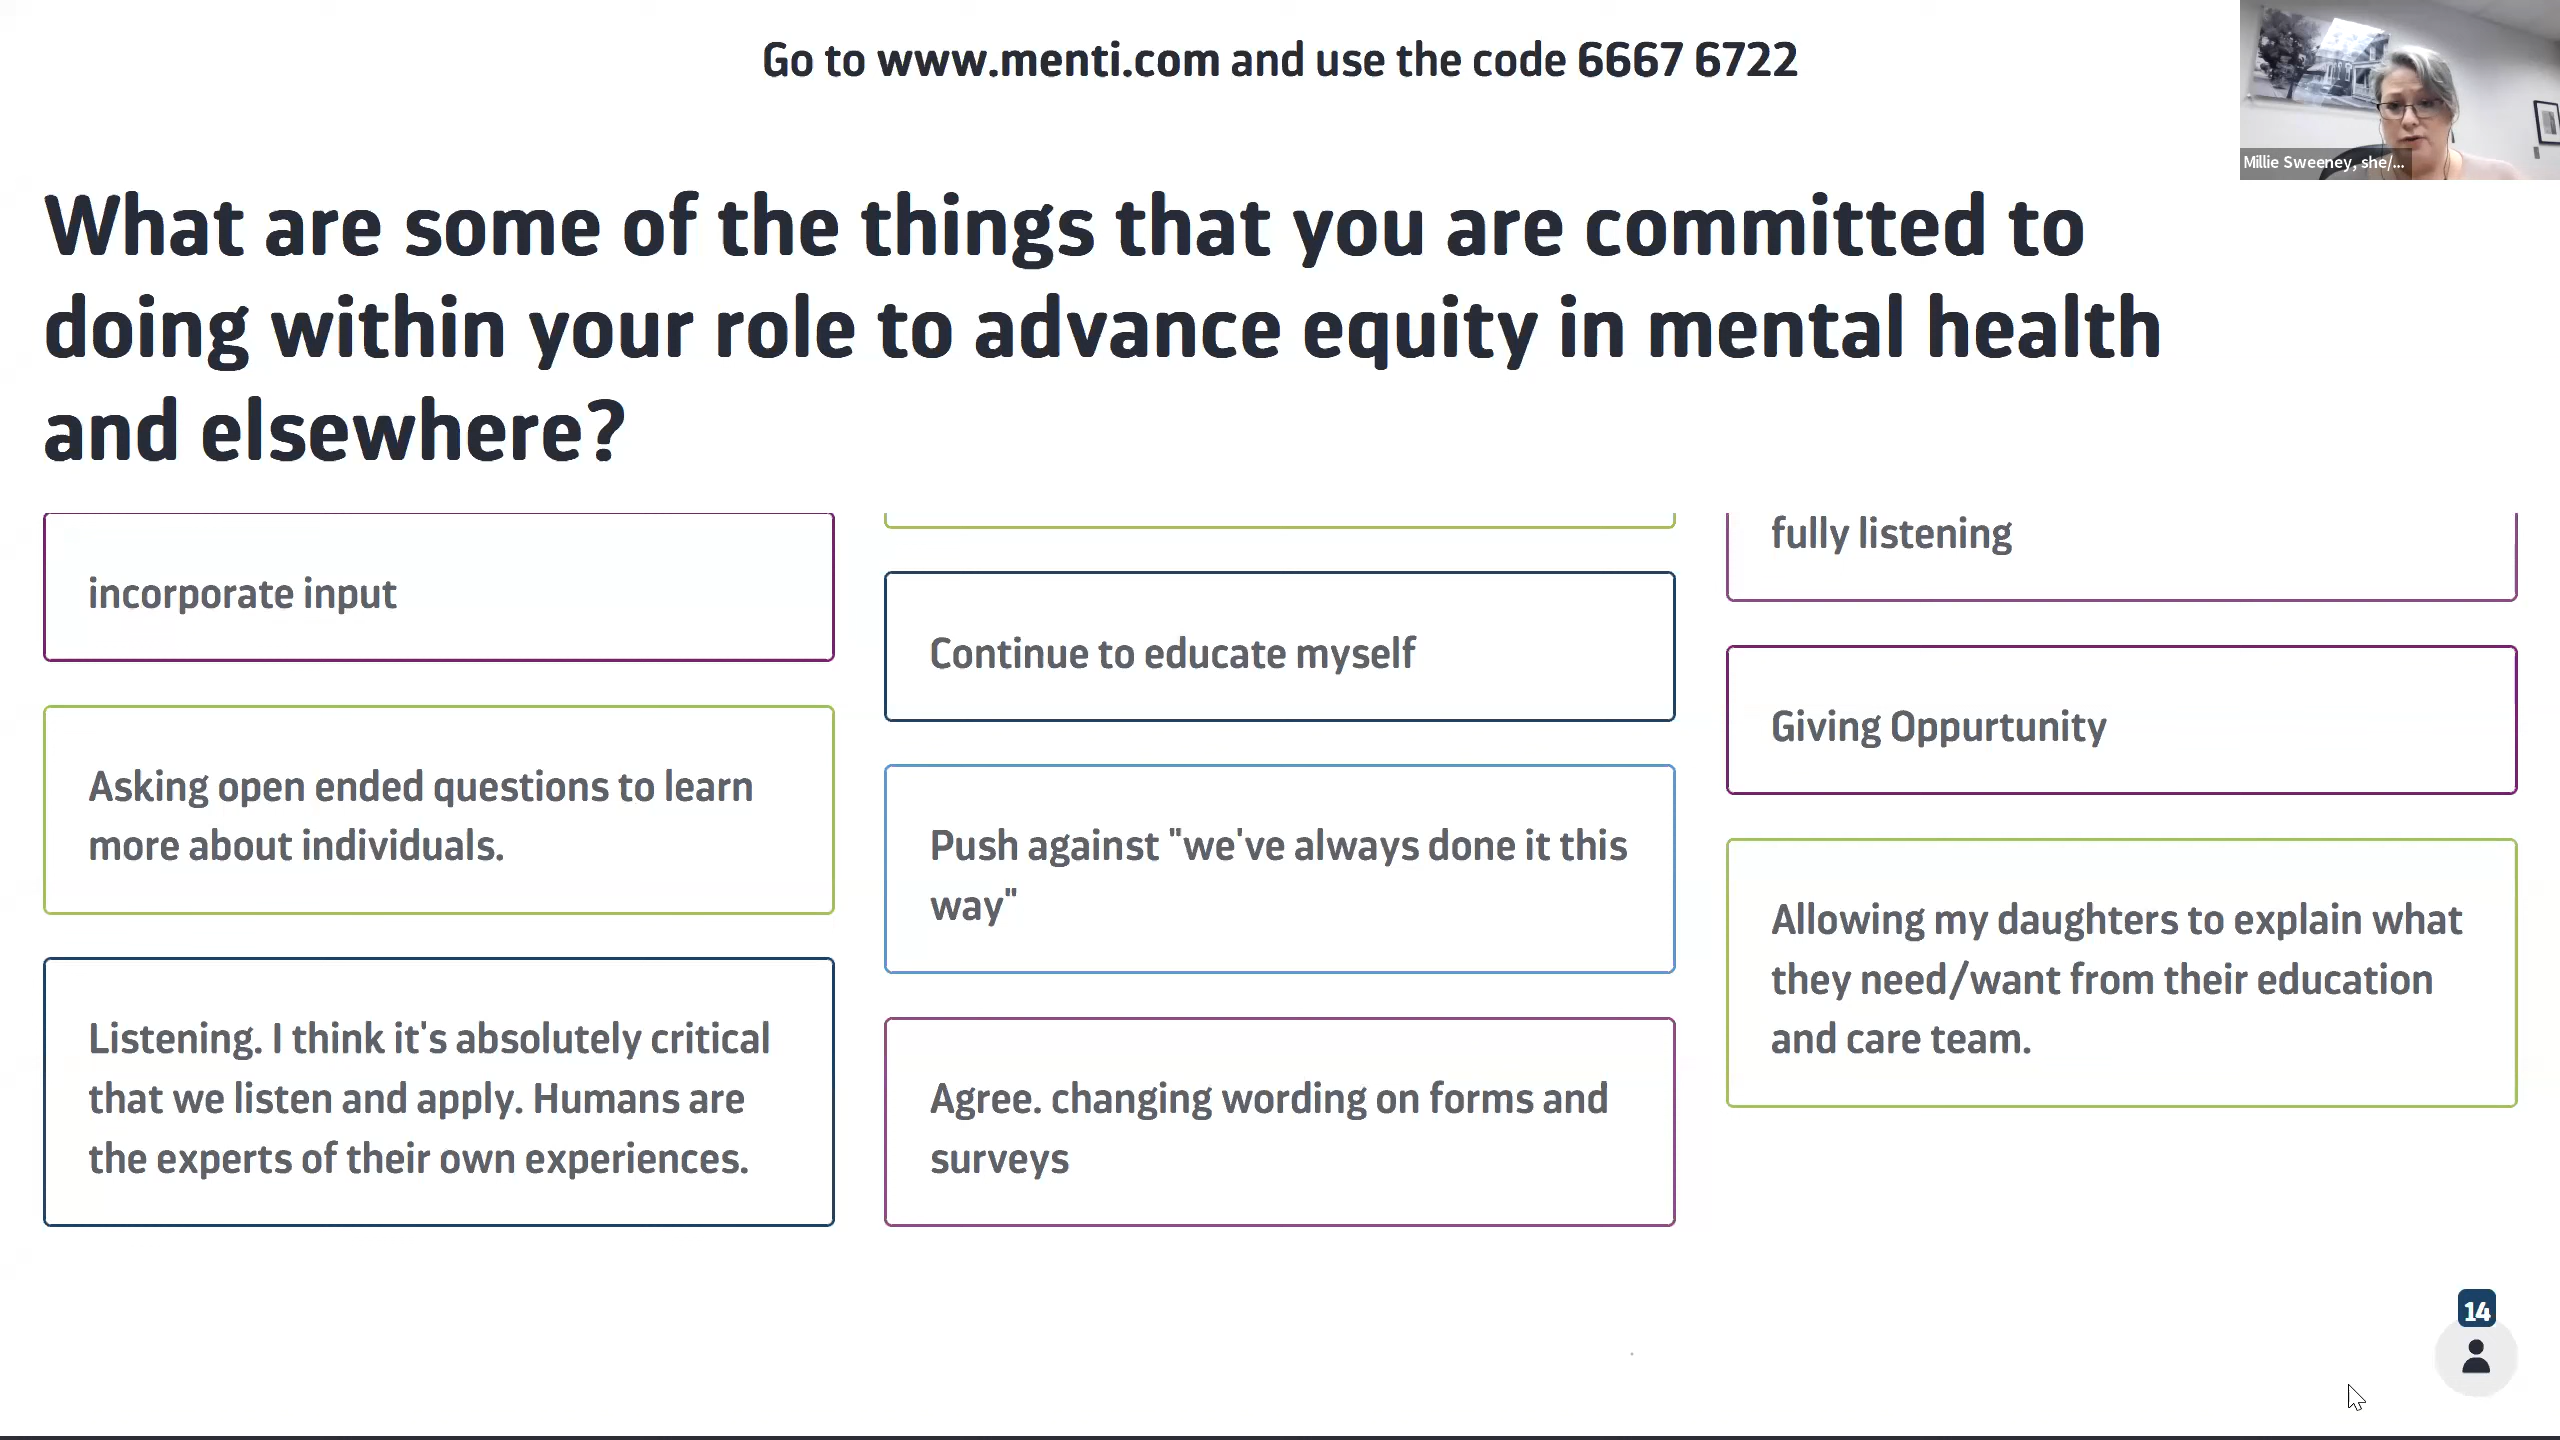 Go to www.menti.com and use the code 6667 6722
Millie Sweeney, she/...
What are some of the things that you are committed to
doing within your role to advance equity in mental health
and elsewhere?
incorporate input
Asking open ended questions to learn
more about individuals.
Listening. I think it's absolutely critical
that we listen and apply. Humans are
the experts of their own experiences.
Continue to educate myself
Push against "we've always done it this
way"
Agree. changing wording on forms and
surveys
fully listening
Giving Oppurtunity
Allowing my daughters to explain what
they need/want from their education
and care team.
14